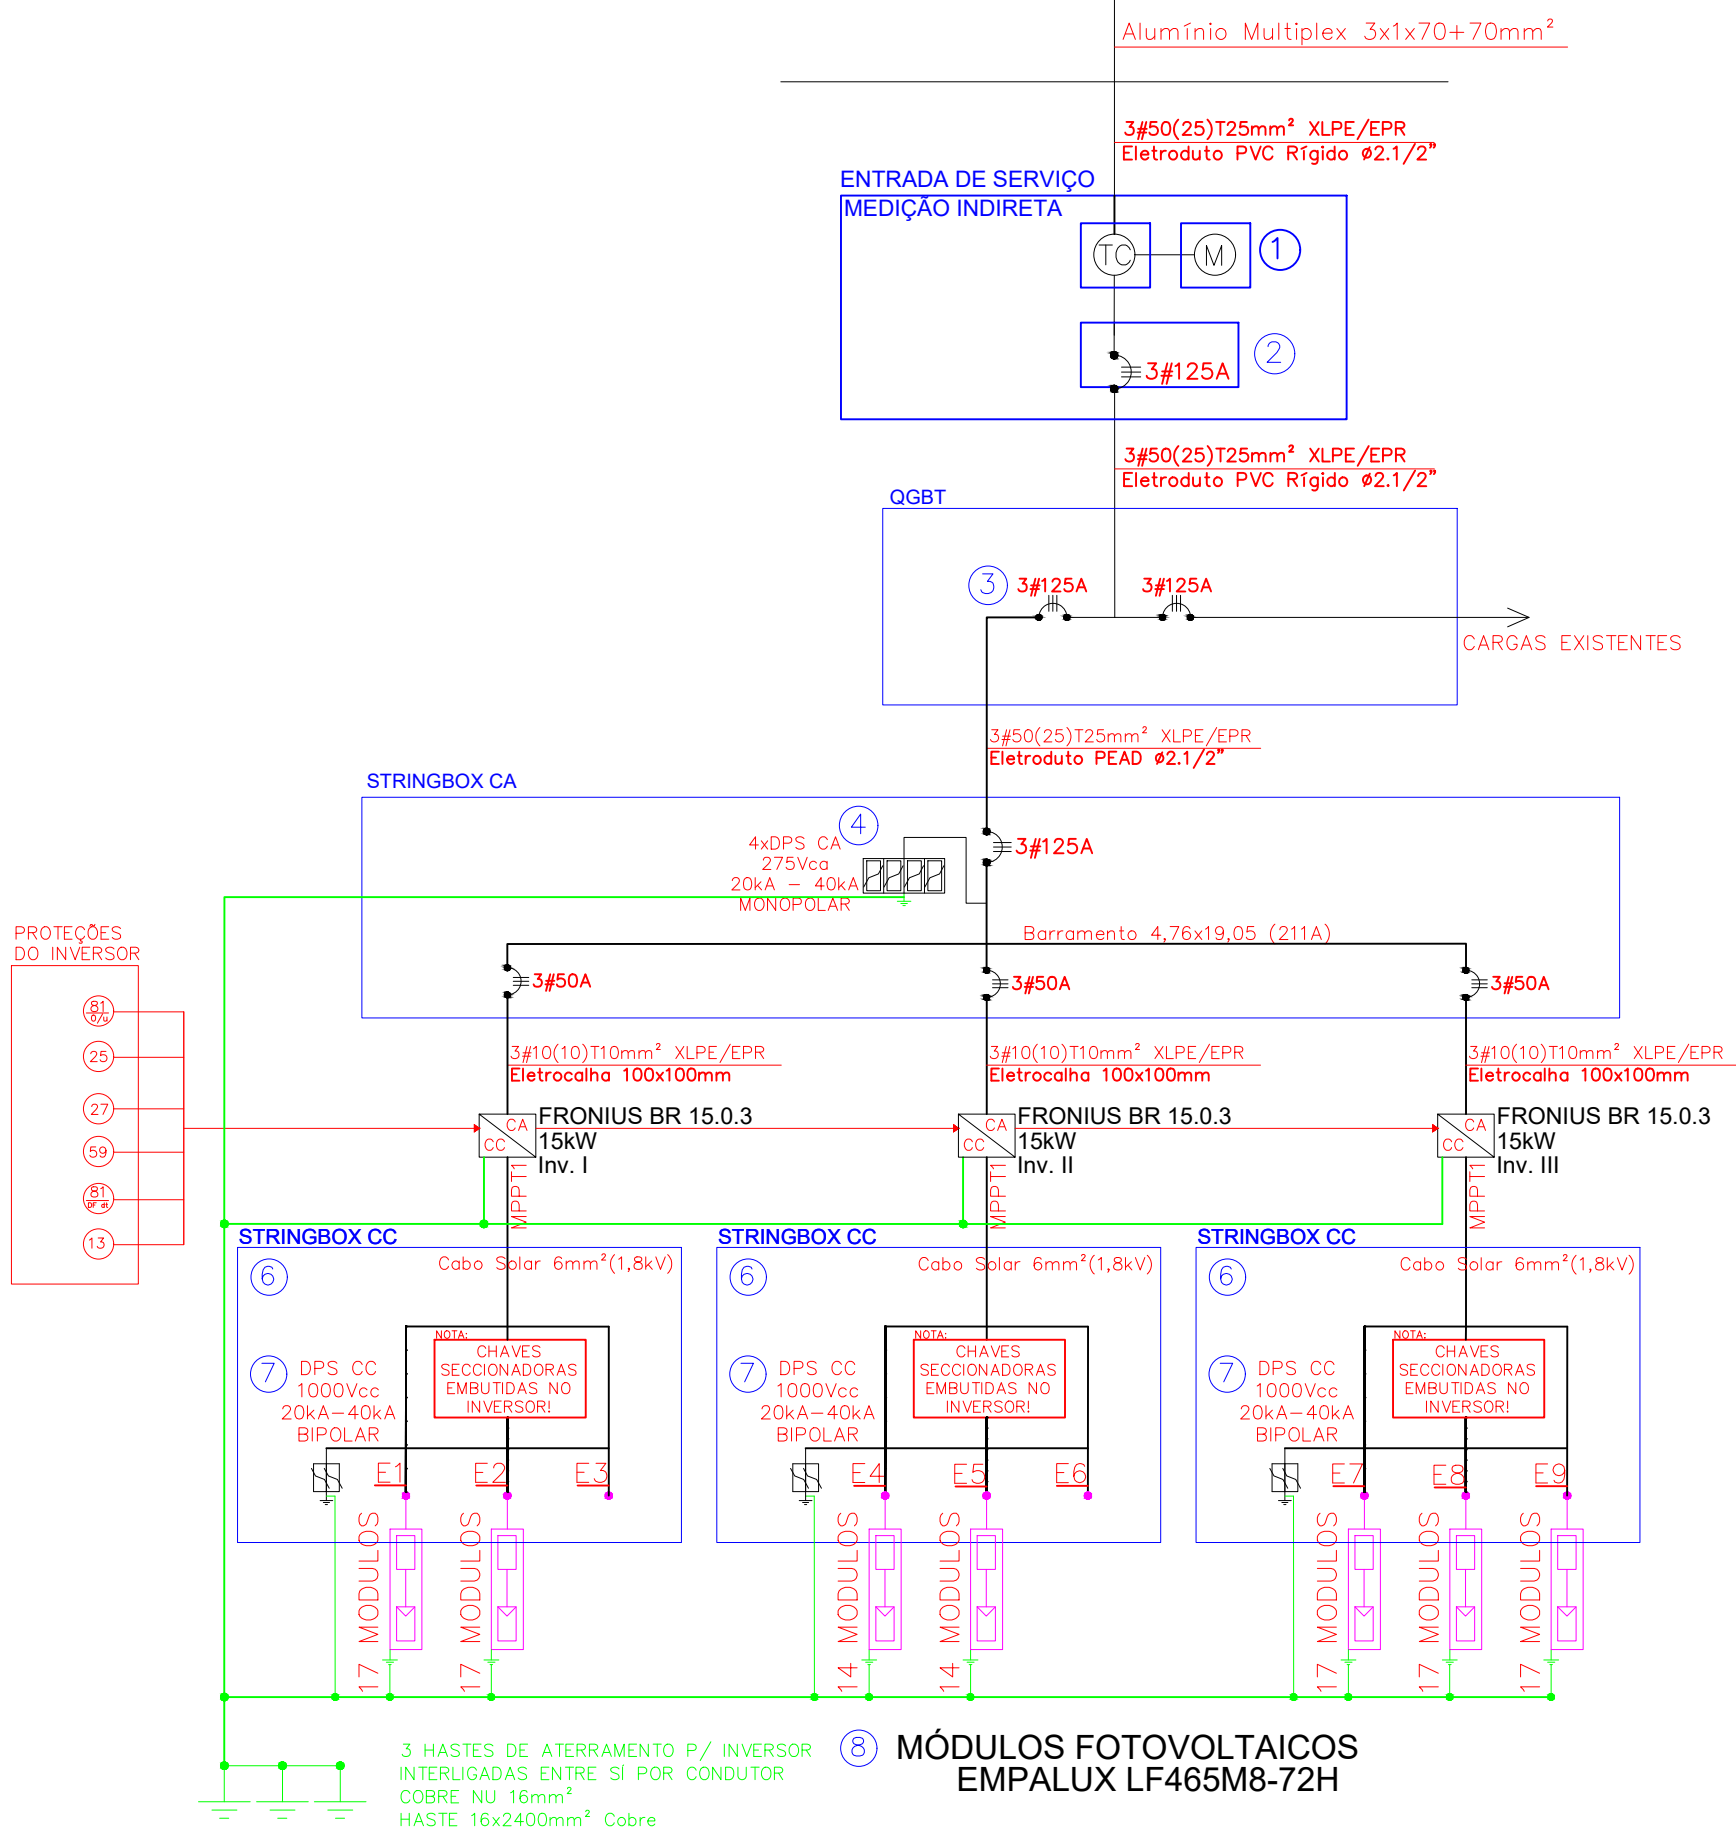 Alumínio Multiplex 3x1x70+70mm²
3#50(25)T25mm² XLPE/EPR
Eletroduto PVC Rígido ø2.1/2"
ENTRADA DE SERVIÇO
MEDIÇÃO INDIRETA
TC
M
1
3#125A
2
3#50(25)T25mm² XLPE/EPR
Eletroduto PVC Rígido ø2.1/2"
QGBT
3
3#125A
3#125A
CARGAS EXISTENTES
3#50(25)T25mm² XLPE/EPR
Eletroduto PEAD ø2.1/2"
STRINGBOX CA
4
4xDPS CA
275Vca
20kA - 40kA
MONOPOLAR
3#125A
Barramento 4,76x19,05 (211A)
3#50A
3#50A
3#50A
PROTEÇÕES
DO INVERSOR
81
O/u
25
27
59
81
DF dt
13
3#10(10)T10mm² XLPE/EPR
Eletrocalha 100x100mm
3#10(10)T10mm² XLPE/EPR
Eletrocalha 100x100mm
3#10(10)T10mm² XLPE/EPR
Eletrocalha 100x100mm
CA
CC
FRONIUS BR 15.0.3
15kW
Inv. I
MPPT1
CA
CC
FRONIUS BR 15.0.3
15kW
Inv. II
MPPT1
CA
CC
FRONIUS BR 15.0.3
15kW
Inv. III
MPPT1
STRINGBOX CC
6
Cabo Solar 6mm²(1,8kV)
NOTA:
CHAVES
SECCIONADORAS
EMBUTIDAS NO
INVERSOR!
7
DPS CC
1000Vcc
20kA-40kA
BIPOLAR
E1
E2
E3
17 MODULOS
17 MODULOS
STRINGBOX CC
6
Cabo Solar 6mm²(1,8kV)
NOTA:
CHAVES
SECCIONADORAS
EMBUTIDAS NO
INVERSOR!
7
DPS CC
1000Vcc
20kA-40kA
BIPOLAR
E4
E5
E6
14 MODULOS
14 MODULOS
STRINGBOX CC
6
Cabo Solar 6mm²(1,8kV)
NOTA:
CHAVES
SECCIONADORAS
EMBUTIDAS NO
INVERSOR!
7
DPS CC
1000Vcc
20kA-40kA
BIPOLAR
E7
E8
E9
17 MODULOS
17 MODULOS
17 MODULOS
3 HASTES DE ATERRAMENTO P/ INVERSOR
INTERLIGADAS ENTRE SÍ POR CONDUTOR
COBRE NU 16mm²
HASTE 16x2400mm² Cobre
8
MÓDULOS FOTOVOLTAICOS
EMPALUX LF465M8-72H